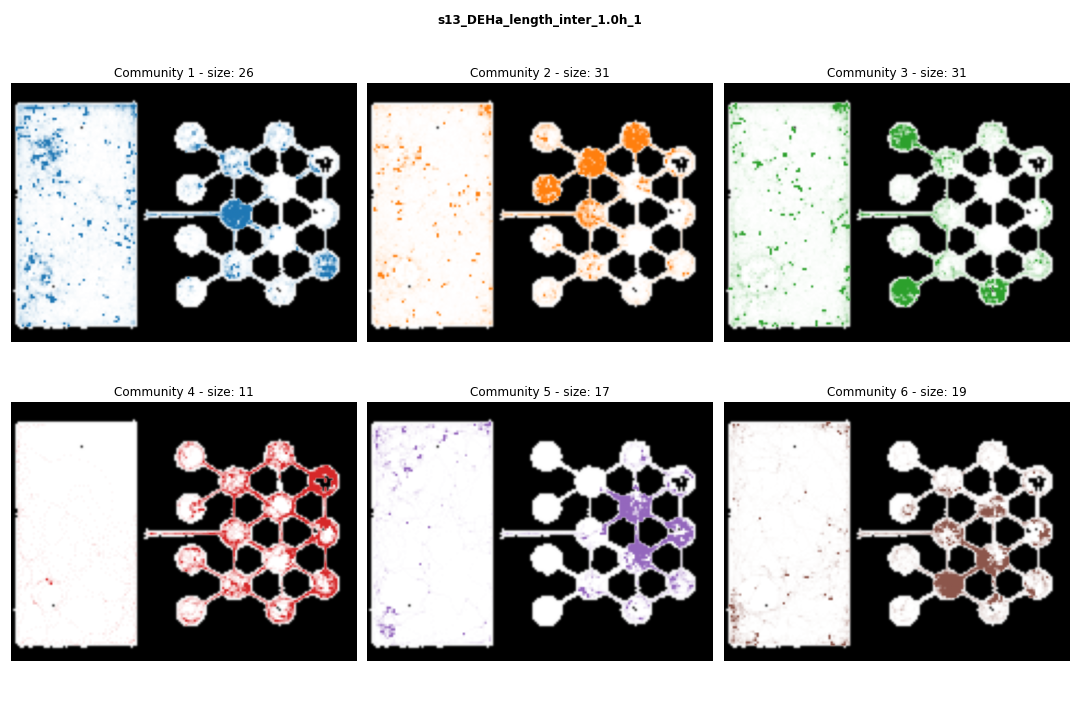 s13_DEHa_length_inter_1.0h_1
Community 1 - size: 26
Community 2 - size: 31
Community 3 - size: 31
Community 4 - size: 11
Community 5 - size: 17
Community 6 - size: 19